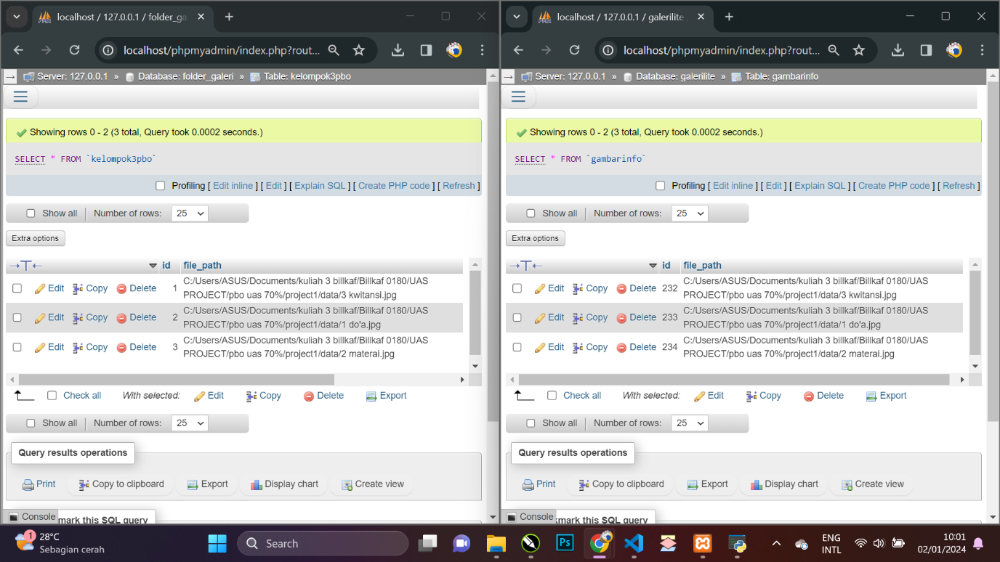 localhost / 127.0.0.1 / folder_ga
localhost/phpmyadmin/index.php?rout...
Server: 127.0.0.1 » Database: folder_galeri » Table: kelompok3pbo
Showing rows 0 - 2 (3 total, Query took 0.0002 seconds.)
SELECT * FROM `kelompok3pbo`
Profiling [ Edit inline ] [ Edit ] [ Explain SQL ] [ Create PHP code ] [ Refresh ]
Show all Number of rows: 25
Extra options
id file_path
Edit Copy Delete 1 C:/Users/ASUS/Documents/kuliah 3 billkaf/Billkaf 0180/UAS
PROJECT/pbo uas 70%/project1/data/3 kwitansi.jpg
Edit Copy Delete 2 C:/Users/ASUS/Documents/kuliah 3 billkaf/Billkaf 0180/UAS
PROJECT/pbo uas 70%/project1/data/1 do'a.jpg
Edit Copy Delete 3 C:/Users/ASUS/Documents/kuliah 3 billkaf/Billkaf 0180/UAS
PROJECT/pbo uas 70%/project1/data/2 materai.jpg
Check all With selected: Edit Copy Delete Export
Show all Number of rows: 25
Query results operations
Print Copy to clipboard Export Display chart Create view
Console mark this SQL query
localhost / 127.0.0.1 / galerilite
localhost/phpmyadmin/index.php?rout...
Server: 127.0.0.1 » Database: galerilite » Table: gambarinfo
Showing rows 0 - 2 (3 total, Query took 0.0002 seconds.)
SELECT * FROM `gambarinfo`
Profiling [ Edit inline ] [ Edit ] [ Explain SQL ] [ Create PHP code ] [ Refresh ]
Show all Number of rows: 25
Extra options
id file_path
Edit Copy Delete 232 C:/Users/ASUS/Documents/kuliah 3 billkaf/Billkaf 0180/UAS
PROJECT/pbo uas 70%/project1/data/3 kwitansi.jpg
Edit Copy Delete 233 C:/Users/ASUS/Documents/kuliah 3 billkaf/Billkaf 0180/UAS
PROJECT/pbo uas 70%/project1/data/1 do'a.jpg
Edit Copy Delete 234 C:/Users/ASUS/Documents/kuliah 3 billkaf/Billkaf 0180/UAS
PROJECT/pbo uas 70%/project1/data/2 materai.jpg
Check all With selected: Edit Copy Delete Export
Show all Number of rows: 25
Query results operations
Print Copy to clipboard Export Display chart Create view
Console mark this SQL query
1 28°C
Sebagian cerah
Search
Ps
ENG
INTL
10:01
02/01/2024